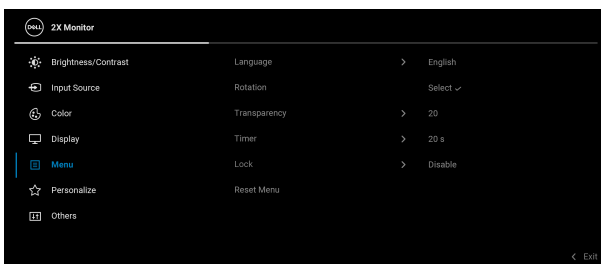 DELL 2X Monitor
Brightness/Contrast Language > English
Input Source Rotation Select ✓
Color Transparency > 20
Display Timer > 20 s
Menu Lock > Disable
Personalize Reset Menu
Others
< Exit